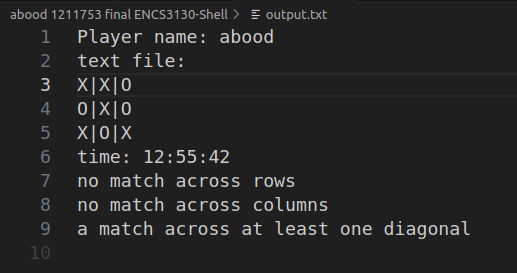 abood 1211753 final ENCS3130-Shell > output.txt
1 Player name: abood
2 text file:
3 X|X|O
4 O|X|O
5 X|O|X
6 time: 12:55:42
7 no match across rows
8 no match across columns
9 a match across at least one diagonal
10